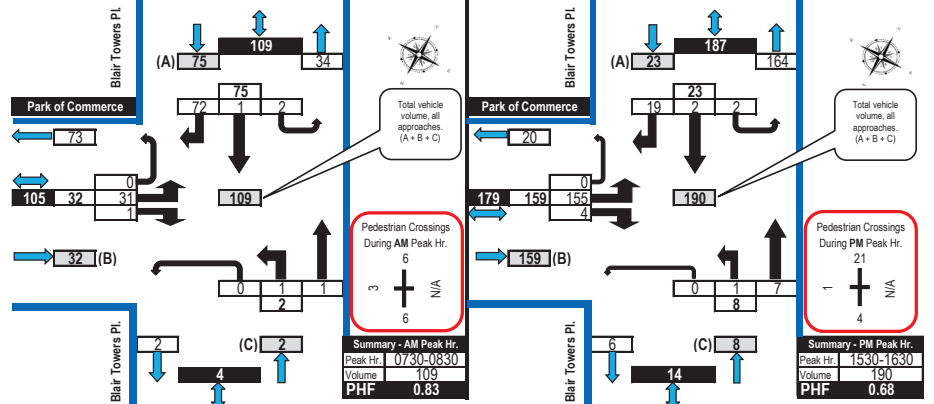 Blair Towers Pl.
109
(A) 75 34
75
72 1 2
Park of Commerce
73
Total vehicle
volume, all
approaches.
(A + B + C)
0
105 32 31
1
109
32 (B)
Pedestrian Crossings
During AM Peak Hr.
6
3 N/A
6
0 1 1
2
Blair Towers Pl.
2 (C) 2
4
Summary - AM Peak Hr.
Peak Hr. 0730-0830
Volume 109
PHF 0.83
Blair Towers Pl.
187
(A) 23 164
23
19 2 2
Park of Commerce
20
Total vehicle
volume, all
approaches.
(A + B + C)
0
179 159 155
4
190
159 (B)
Pedestrian Crossings
During PM Peak Hr.
21
1 N/A
4
0 1 7
8
Blair Towers Pl.
6 (C) 8
14
Summary - PM Peak Hr.
Peak Hr. 1530-1630
Volume 190
PHF 0.68